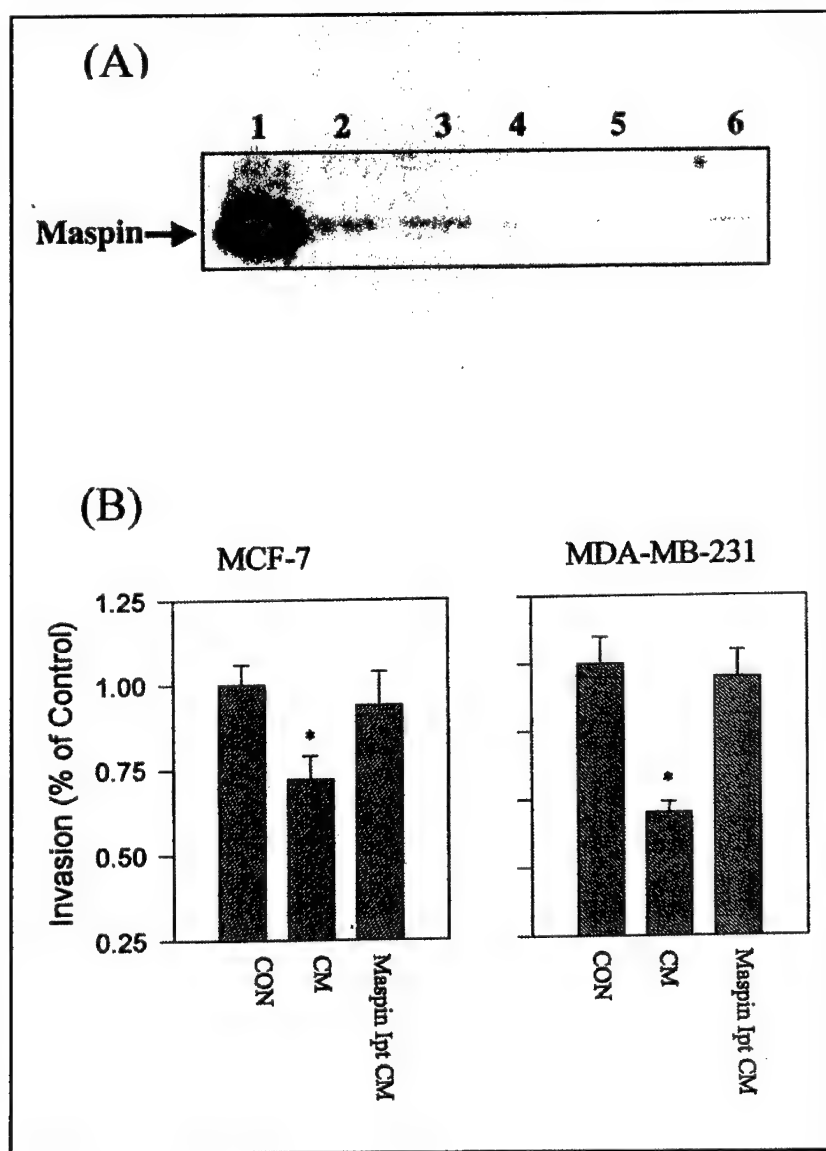 (A)
1 2 3 4 5 6
Maspin
(B)
MCF-7
MDA-MB-231
Invasion (% of Control)
1.25
1.00
0.75
0.50
0.25
*
*
CON
CM
Maspin Ipt CM
CON
CM
Maspin Ipt CM